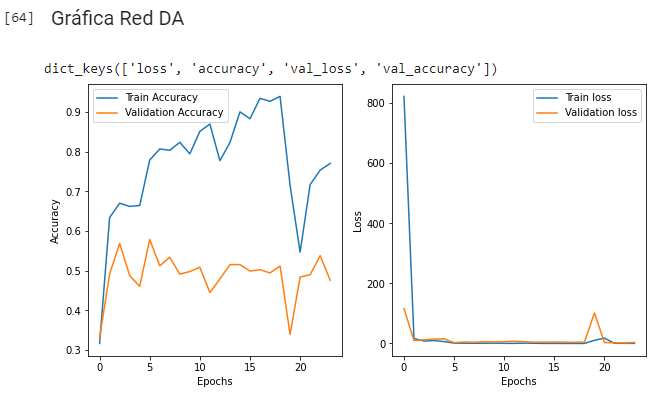 [64] Gráfica Red DA
dict_keys(['loss', 'accuracy', 'val_loss', 'val_accuracy'])
Train Accuracy
Validation Accuracy
0.9
0.8
0.7
0.6
0.5
0.4
0.3
Accuracy
0 5 10 15 20
Epochs
Train loss
Validation loss
800
600
400
200
0
Loss
0 5 10 15 20
Epochs